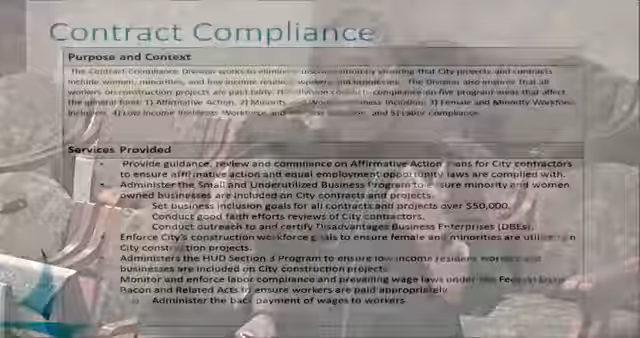 Contract Compliance
Purpose and Context
The Contract Compliance Division works to eliminate discrimination by ensuring that City projects and contracts
include women, minorities, and low income resident workers and businesses. The Division also ensures that all
workers on construction projects are paid fairly. The division conducts compliance on five program areas that affect
the general fund: 1) Affirmative Action, 2) Minority and Women Business Inclusion, 3) Female and Minority Workforce
Inclusion, 4) Low Income Residents Workforce and Business Inclusion, and 5) Labor compliance.
Services Provided
Provide guidance, review and compliance on Affirmative Action Plans for City contractors
to ensure affirmative action and equal employment opportunity laws are complied with.
Administer the Small and Underutilized Business Program to ensure minority and women
owned businesses are included on City contracts and projects.
Set business inclusion goals for all contracts and projects over $50,000.
Conduct good faith efforts reviews of City contractors.
Conduct outreach to and certify Disadvantages Business Enterprises (DBEs).
Enforce City's construction workforce goals to ensure female and minorities are utilized on
City construction projects.
Administers the HUD Section 3 Program to ensure low income resident workers and
businesses are included on City construction projects.
Monitor and enforce labor compliance and prevailing wage laws under the Federal Davis
Bacon and Related Acts to ensure workers are paid appropriately
Administer the back payment of wages to workers